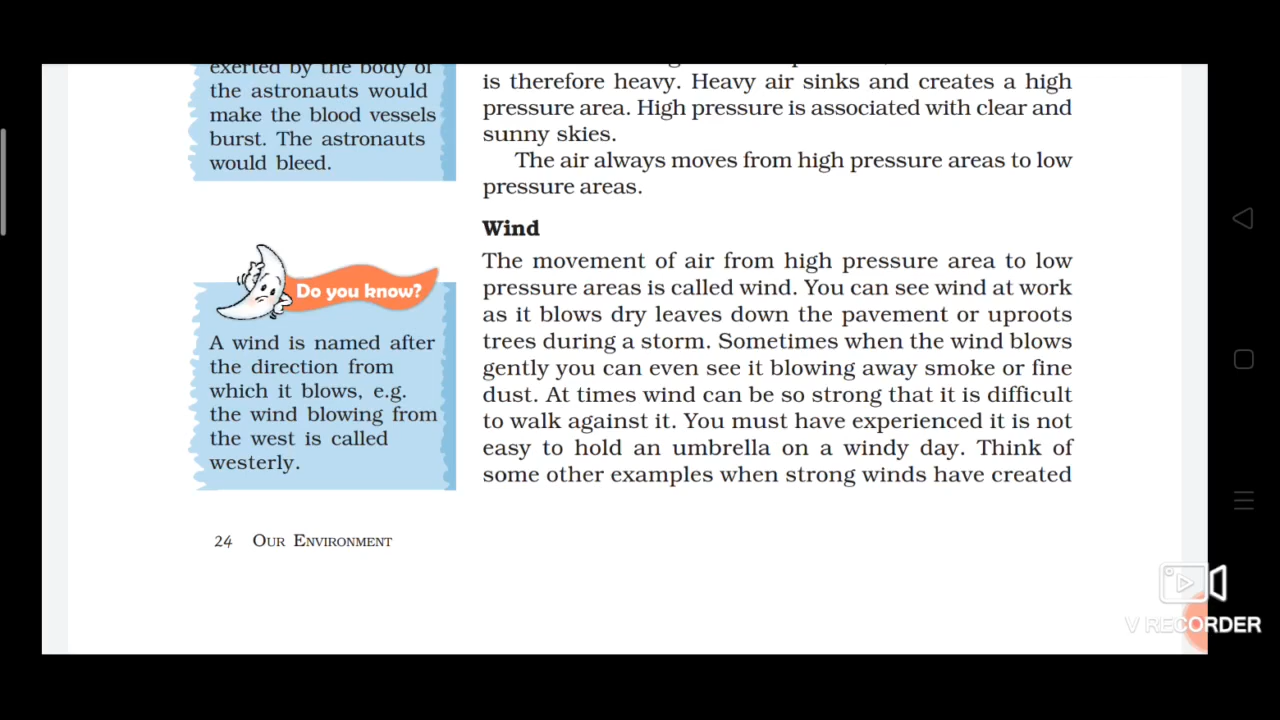 exerted by the body of
the astronauts would
make the blood vessels
burst. The astronauts
would bleed.
is therefore heavy. Heavy air sinks and creates a high
pressure area. High pressure is associated with clear and
sunny skies.
The air always moves from high pressure areas to low
pressure areas.
Wind
The movement of air from high pressure area to low
pressure areas is called wind. You can see wind at work
as it blows dry leaves down the pavement or uproots
trees during a storm. Sometimes when the wind blows
gently you can even see it blowing away smoke or fine
dust. At times wind can be so strong that it is difficult
to walk against it. You must have experienced it is not
easy to hold an umbrella on a windy day. Think of
some other examples when strong winds have created
Do you know?
A wind is named after
the direction from
which it blows, e.g.
the wind blowing from
the west is called
westerly.
24 OUR ENVIRONMENT
V RECORDER